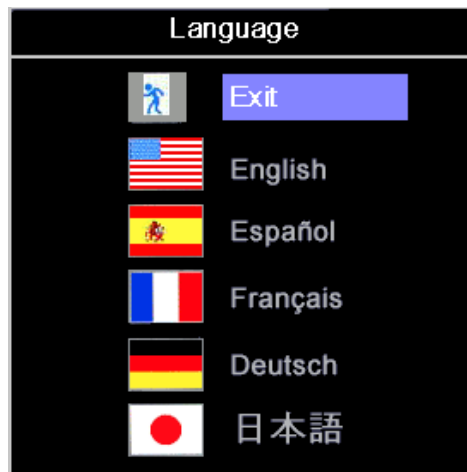 Language
Exit
English
Español
Français
Deutsch
日本語